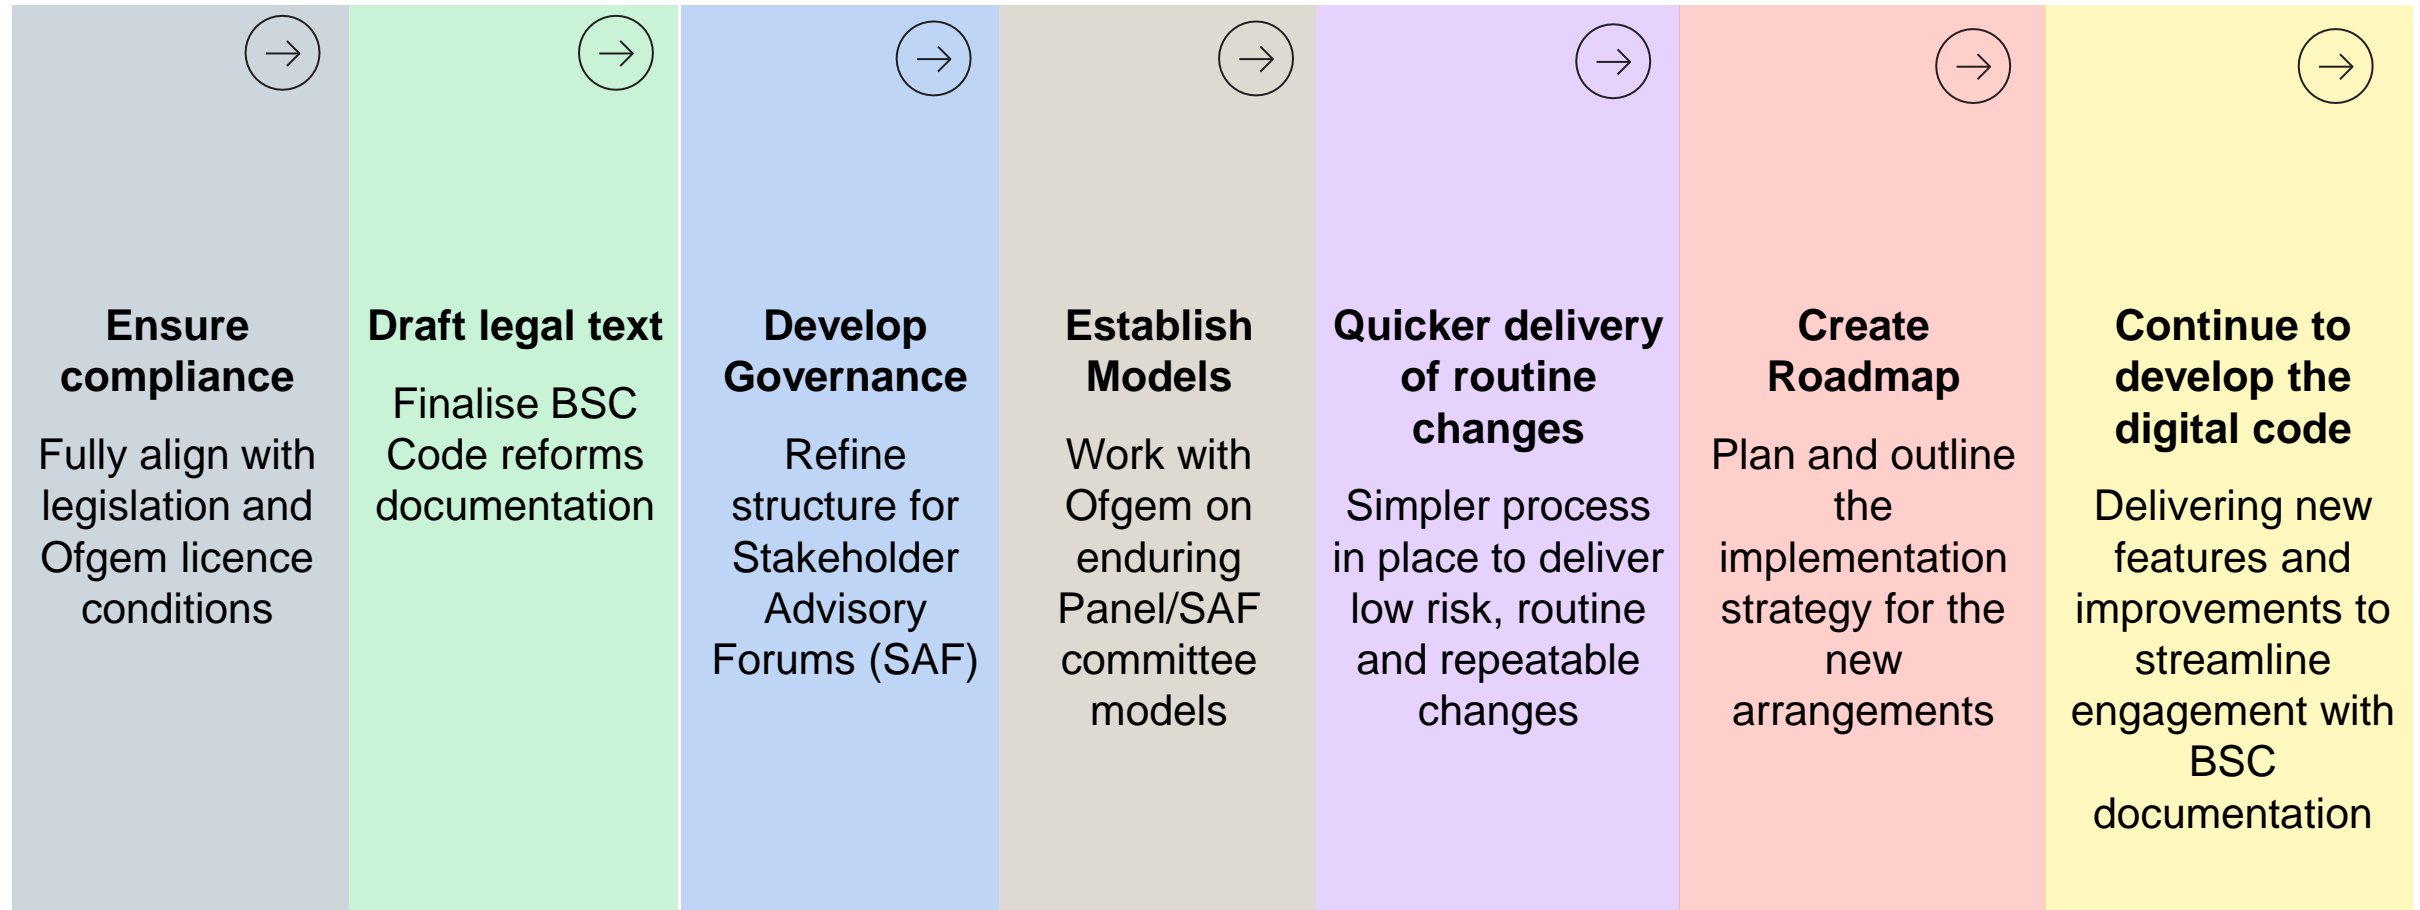 Ensure
compliance
Fully align with
legislation and
Ofgem licence
conditions
Draft legal text
Finalise BSC
Code reforms
documentation
Develop
Governance
Refine
structure for
Stakeholder
Advisory
Forums (SAF)
Establish
Models
Work with
Ofgem on
enduring
Panel/SAF
committee
models
Quicker delivery
of routine
changes
Simpler process
in place to deliver
low risk, routine
and repeatable
changes
Create
Roadmap
Plan and outline
the
implementation
strategy for the
new
arrangements
Continue to
develop the
digital code
Delivering new
features and
improvements to
streamline
engagement with
BSC
documentation